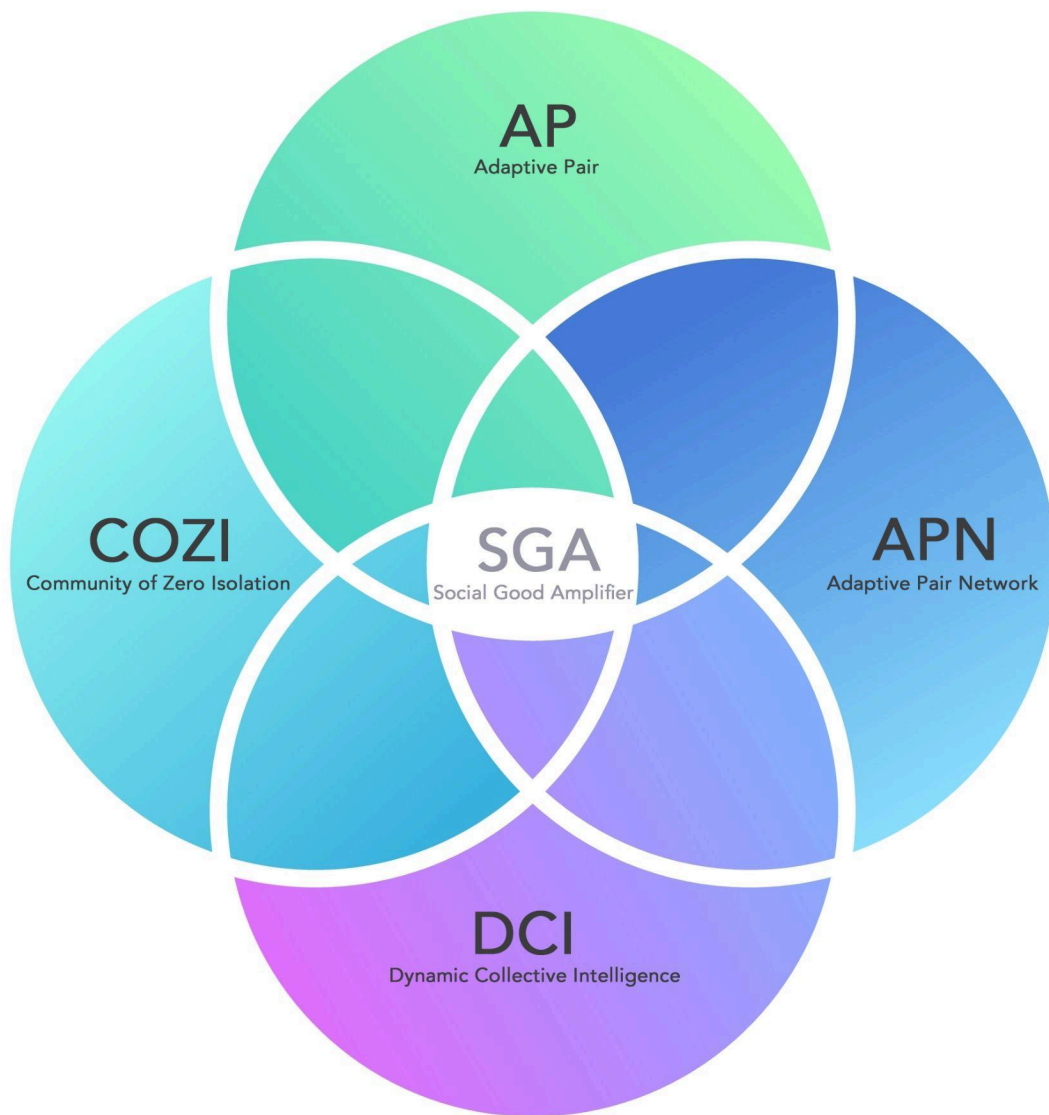 AP
Adaptive Pair
COZI
Community of Zero Isolation
SGA
Social Good Amplifier
APN
Adaptive Pair Network
DCI
Dynamic Collective Intelligence